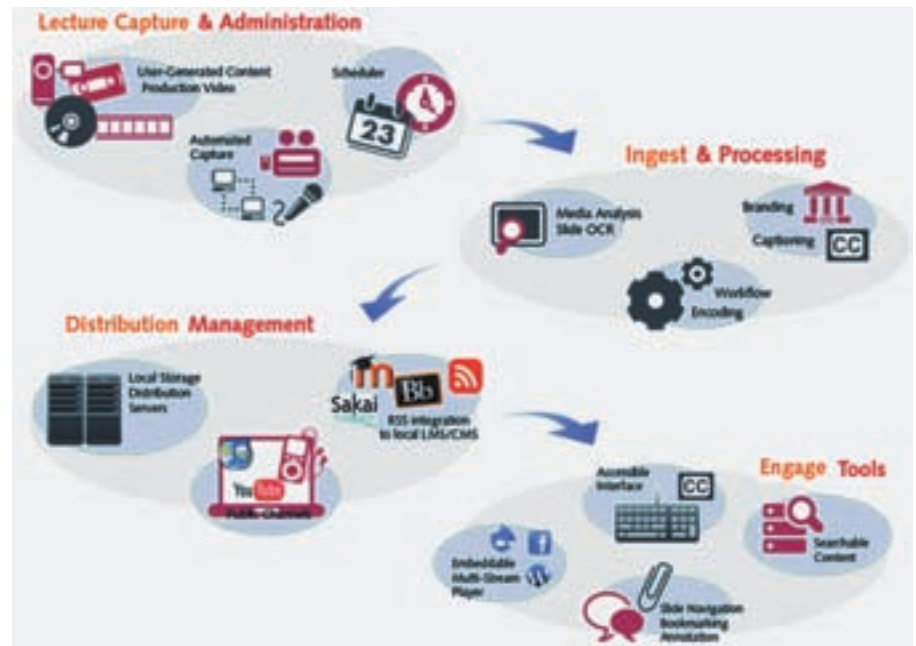 Lecture Capture & Administration
User-Generated Content
Production Video
Scheduler
23
Automated
Capture
Ingest & Processing
Media Analysis
Slide OCR
Branding
Captioning
CC
Workflow
Encoding
Distribution Management
Local Storage
Distribution
Servers
Sakai
m
Bb
RSS integration
to local LMS/CMS
YouTube
Public Channels
Engage Tools
Accessible
Interface
CC
Searchable
Content
Embeddable
Multi-Stream
Player
Slide Navigation
Bookmarking
Annotation